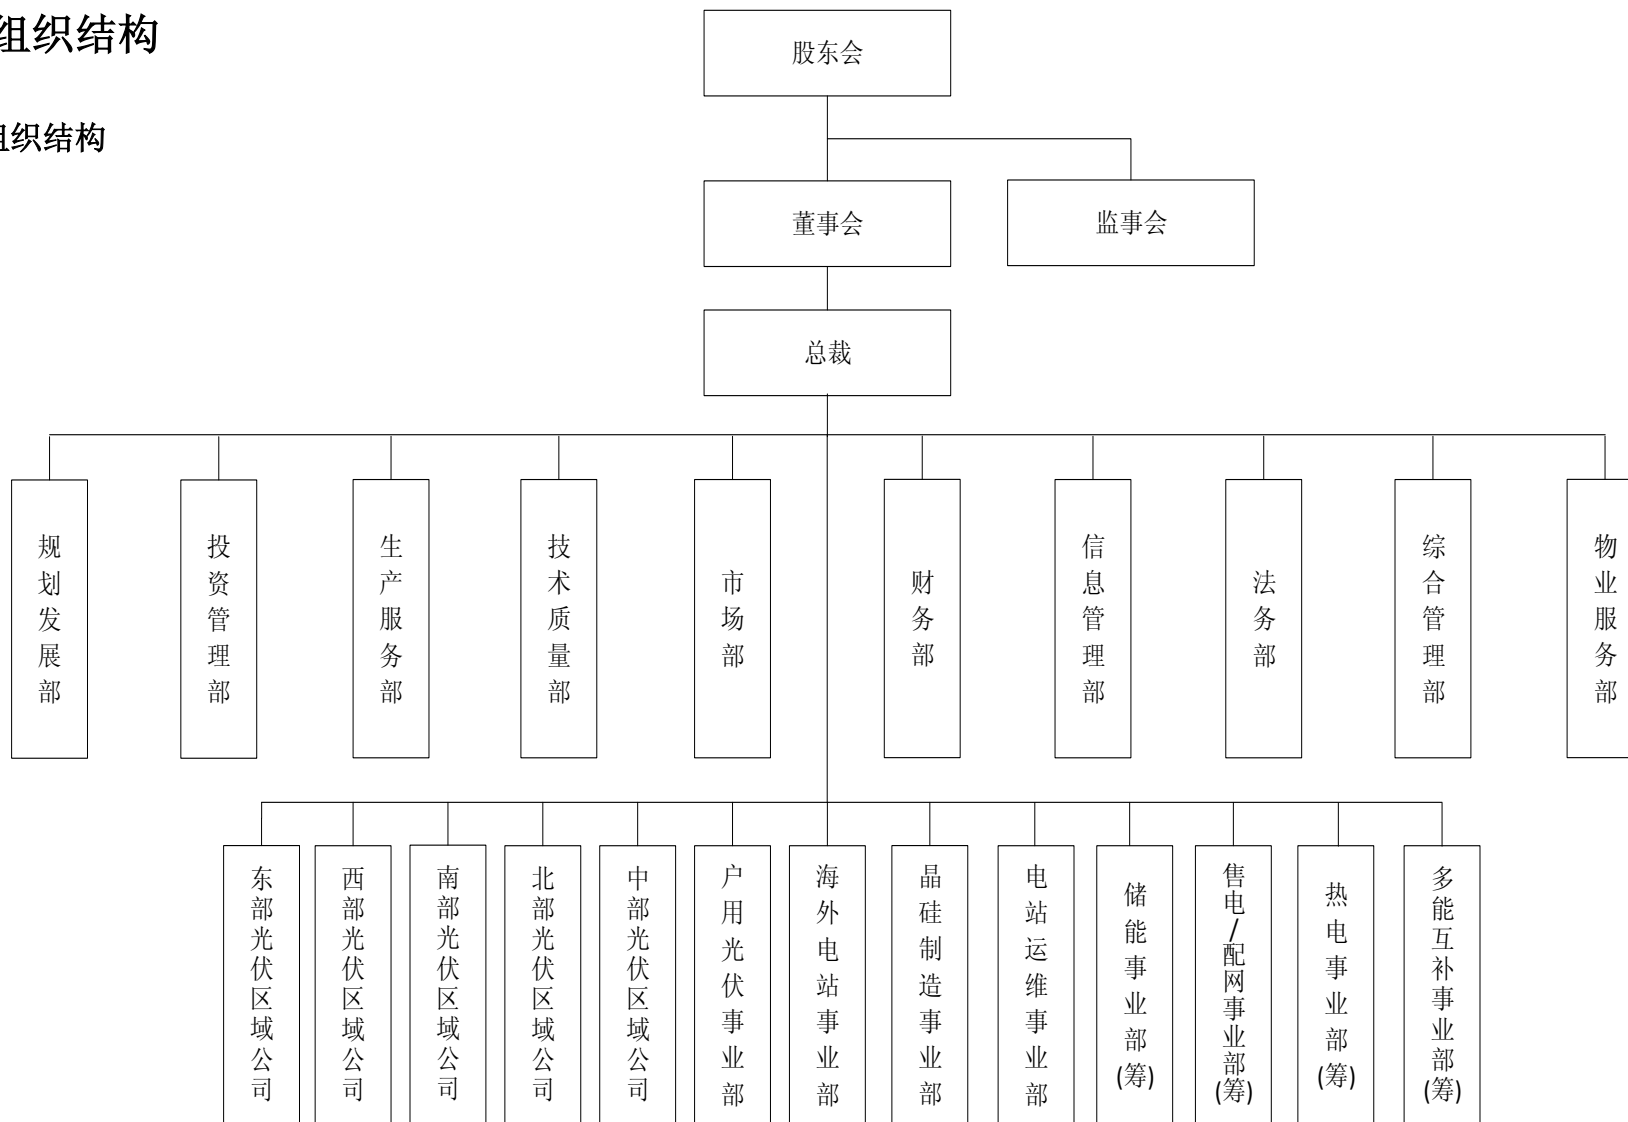 组织结构
组织结构
股东会
董事会
监事会
总裁
规划发展部
投资管理部
生产服务部
技术质量部
市场部
财务部
信息管理部
法务部
综合管理部
物业服务部
东部光伏区域公司
西部光伏区域公司
南部光伏区域公司
北部光伏区域公司
中部光伏区域公司
户用光伏事业部
海外电站事业部
晶硅制造事业部
电站运维事业部
储能事业部(筹)
售电/配网事业部(筹)
热电事业部(筹)
多能互补事业部(筹)